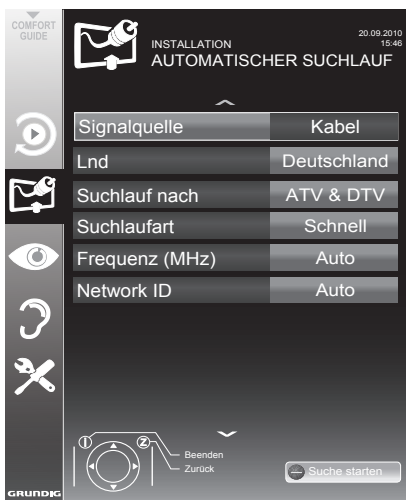 COMFORT
GUIDE
20.09.2010
15:46
INSTALLATION
AUTOMATISCHER SUCHLAUF
Signalquelle Kabel
Lnd Deutschland
Suchlauf nach ATV & DTV
Suchlaufart Schnell
Frequenz (MHz) Auto
Network ID Auto
Beenden
Zurück
Suche starten
GRUNDIG